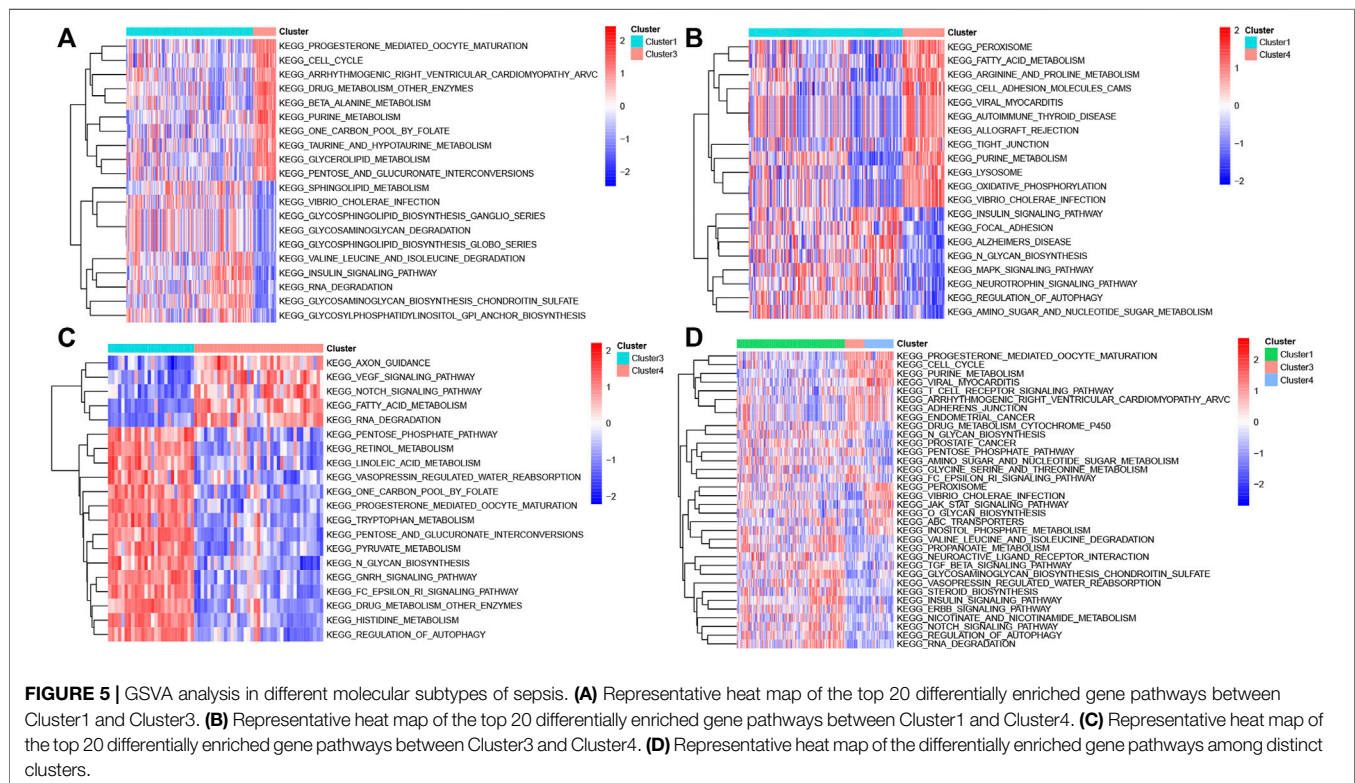 A
Cluster
KEGG_PROGESTERONE_MEDIATED_OOCYTE_MATURATION
KEGG_CELL_CYCLE
KEGG_ARRHYTHMOGENIC_RIGHT_VENTRICULAR_CARDIOMYOPATHY_ARVC
KEGG_DRUG_METABOLISM_OTHER_ENZYMES
KEGG_BETA_ALANINE_METABOLISM
KEGG_PURINE_METABOLISM
KEGG_ONE_CARBON_POOL_BY_FOLATE
KEGG_TAURINE_AND_HYPOTAURINE_METABOLISM
KEGG_GLYCEROLIPID_METABOLISM
KEGG_PENTOSE_AND_GLUCURONATE_INTERCONVERSIONS
KEGG_SPHINGOLIPID_METABOLISM
KEGG_VIBRIO_CHOLERAE_INFECTION
KEGG_GLYCOSPHINGOLIPID_BIOSYNTHESIS_GANGLIO_SERIES
KEGG_GLYCOSAMINOGLYCAN_DEGRADATION
KEGG_GLYCOSPHINGOLIPID_BIOSYNTHESIS_GLOBO_SERIES
KEGG_VALINE_LEUCINE_AND_ISOLEUCINE_DEGRADATION
KEGG_INSULIN_SIGNALING_PATHWAY
KEGG_RNA_DEGRADATION
KEGG_GLYCOSAMINOGLYCAN_BIOSYNTHESIS_CHONDROITIN_SULFATE
KEGG_GLYCOSYLPHOSPHATIDYLINOSITOL_GPI_ANCHOR_BIOSYNTHESIS
2
1
0
−1
−2
Cluster
Cluster1
Cluster3
B
Cluster
KEGG_PEROXISOME
KEGG_FATTY_ACID_METABOLISM
KEGG_ARGININE_AND_PROLINE_METABOLISM
KEGG_CELL_ADHESION_MOLECULES_CAMS
KEGG_VIRAL_MYOCARDITIS
KEGG_AUTOIMMUNE_THYROID_DISEASE
KEGG_ALLOGRAFT_REJECTION
KEGG_TIGHT_JUNCTION
KEGG_PURINE_METABOLISM
KEGG_LYSOSOME
KEGG_OXIDATIVE_PHOSPHORYLATION
KEGG_VIBRIO_CHOLERAE_INFECTION
KEGG_INSULIN_SIGNALING_PATHWAY
KEGG_FOCAL_ADHESION
KEGG_ALZHEIMERS_DISEASE
KEGG_N_GLYCAN_BIOSYNTHESIS
KEGG_MAPK_SIGNALING_PATHWAY
KEGG_NEUROTROPHIN_SIGNALING_PATHWAY
KEGG_REGULATION_OF_AUTOPHAGY
KEGG_AMINO_SUGAR_AND_NUCLEOTIDE_SUGAR_METABOLISM
2
1
0
−1
−2
Cluster
Cluster1
Cluster4
C
Cluster
KEGG_AXON_GUIDANCE
KEGG_VEGF_SIGNALING_PATHWAY
KEGG_NOTCH_SIGNALING_PATHWAY
KEGG_FATTY_ACID_METABOLISM
KEGG_RNA_DEGRADATION
KEGG_PENTOSE_PHOSPHATE_PATHWAY
KEGG_RETINOL_METABOLISM
KEGG_LINOLEIC_ACID_METABOLISM
KEGG_VASOPRESSIN_REGULATED_WATER_REABSORPTION
KEGG_ONE_CARBON_POOL_BY_FOLATE
KEGG_PROGESTERONE_MEDIATED_OOCYTE_MATURATION
KEGG_TRYPTOPHAN_METABOLISM
KEGG_PENTOSE_AND_GLUCURONATE_INTERCONVERSIONS
KEGG_PYRUVATE_METABOLISM
KEGG_N_GLYCAN_BIOSYNTHESIS
KEGG_GNRH_SIGNALING_PATHWAY
KEGG_FC_EPSILON_RI_SIGNALING_PATHWAY
KEGG_DRUG_METABOLISM_OTHER_ENZYMES
KEGG_HISTIDINE_METABOLISM
KEGG_REGULATION_OF_AUTOPHAGY
2
1
0
−1
−2
Cluster
Cluster3
Cluster4
D
Cluster
KEGG_PROGESTERONE_MEDIATED_OOCYTE_MATURATION
KEGG_CELL_CYCLE
KEGG_PURINE_METABOLISM
KEGG_VIRAL_MYOCARDITIS
KEGG_T_CELL_RECEPTOR_SIGNALING_PATHWAY
KEGG_ARRHYTHMOGENIC_RIGHT_VENTRICULAR_CARDIOMYOPATHY_ARVC
KEGG_ADHERENS_JUNCTION
KEGG_ENDOMETRIAL_CANCER
KEGG_DRUG_METABOLISM_CYTOCHROME_P450
KEGG_N_GLYCAN_BIOSYNTHESIS
KEGG_PROSTATE_CANCER
KEGG_PENTOSE_PHOSPHATE_PATHWAY
KEGG_AMINO_SUGAR_AND_NUCLEOTIDE_SUGAR_METABOLISM
KEGG_GLYCINE_SERINE_AND_THREONINE_METABOLISM
KEGG_FC_EPSILON_RI_SIGNALING_PATHWAY
KEGG_PEROXISOME
KEGG_VIBRIO_CHOLERAE_INFECTION
KEGG_JAK_STAT_SIGNALING_PATHWAY
KEGG_O_GLYCAN_BIOSYNTHESIS
KEGG_ABC_TRANSPORTERS
KEGG_INOSITOL_PHOSPHATE_METABOLISM
KEGG_VALINE_LEUCINE_AND_ISOLEUCINE_DEGRADATION
KEGG_PROPANOATE_METABOLISM
KEGG_NEUROACTIVE_LIGAND_RECEPTOR_INTERACTION
KEGG_TGF_BETA_SIGNALING_PATHWAY
KEGG_GLYCOSAMINOGLYCAN_BIOSYNTHESIS_CHONDROITIN_SULFATE
KEGG_VASOPRESSIN_REGULATED_WATER_REABSORPTION
KEGG_STEROID_BIOSYNTHESIS
KEGG_INSULIN_SIGNALING_PATHWAY
KEGG_ERBB_SIGNALING_PATHWAY
KEGG_NICOTINATE_AND_NICOTINAMIDE_METABOLISM
KEGG_NOTCH_SIGNALING_PATHWAY
KEGG_REGULATION_OF_AUTOPHAGY
KEGG_RNA_DEGRADATION
2
1
0
−1
−2
Cluster
Cluster1
Cluster3
Cluster4
FIGURE 5 | GSVA analysis in different molecular subtypes of sepsis. (A) Representative heat map of the top 20 differentially enriched gene pathways between
Cluster1 and Cluster3. (B) Representative heat map of the top 20 differentially enriched gene pathways between Cluster1 and Cluster4. (C) Representative heat map of
the top 20 differentially enriched gene pathways between Cluster3 and Cluster4. (D) Representative heat map of the differentially enriched gene pathways among distinct
clusters.